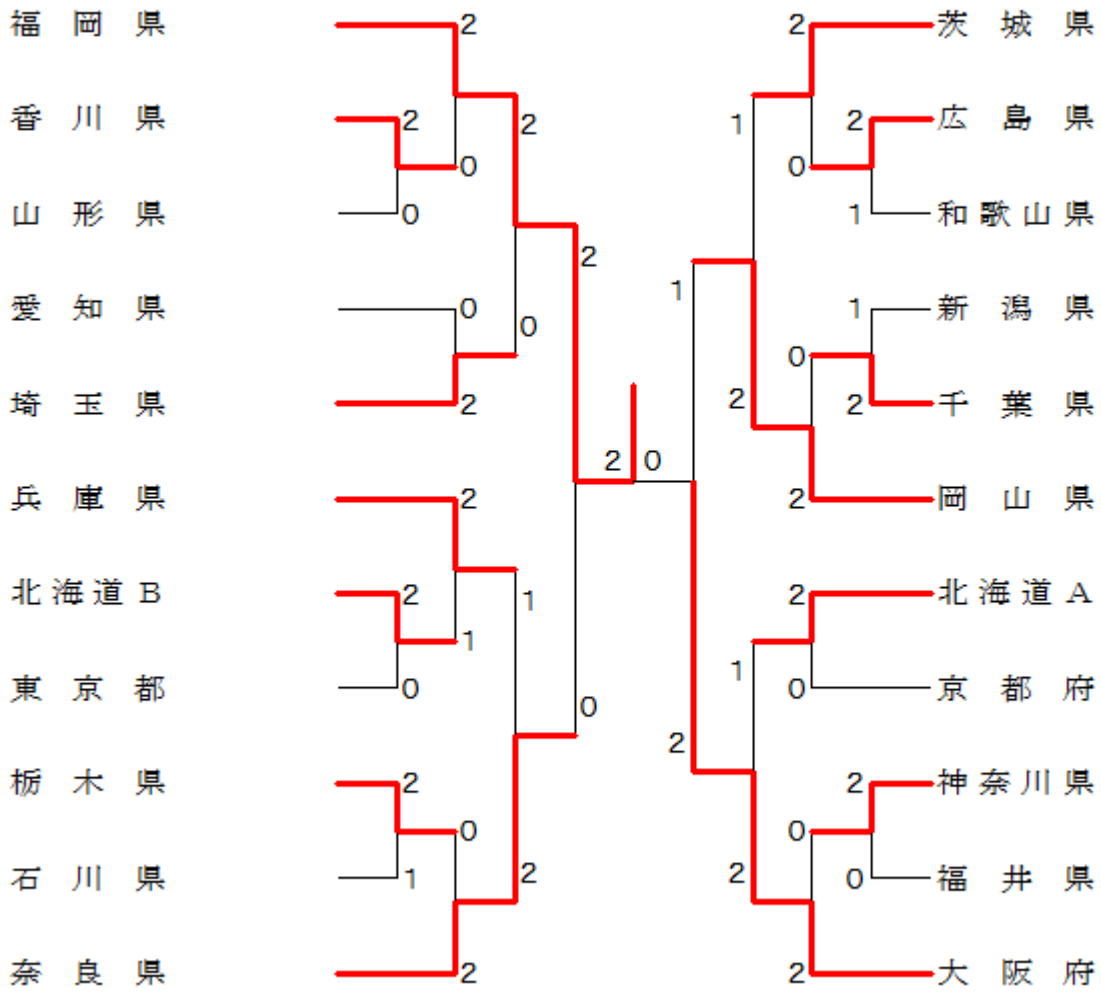 福岡県 2 2 茨城県
香川県 2 2 1 2 広島県
0 0
山形県 0 1 和歌山県
2 1
愛知県 0 0 1 新潟県
0
埼玉県 2 2 2 千葉県
2 0
兵庫県 2 2 岡山県
北海道B 2 1 2 北海道A
1 1
東京都 0 0 0 京都府
2
栃木県 2 2 神奈川県
0 0
石川県 1 2 2 0 福井県
奈良県 2 2 大阪府